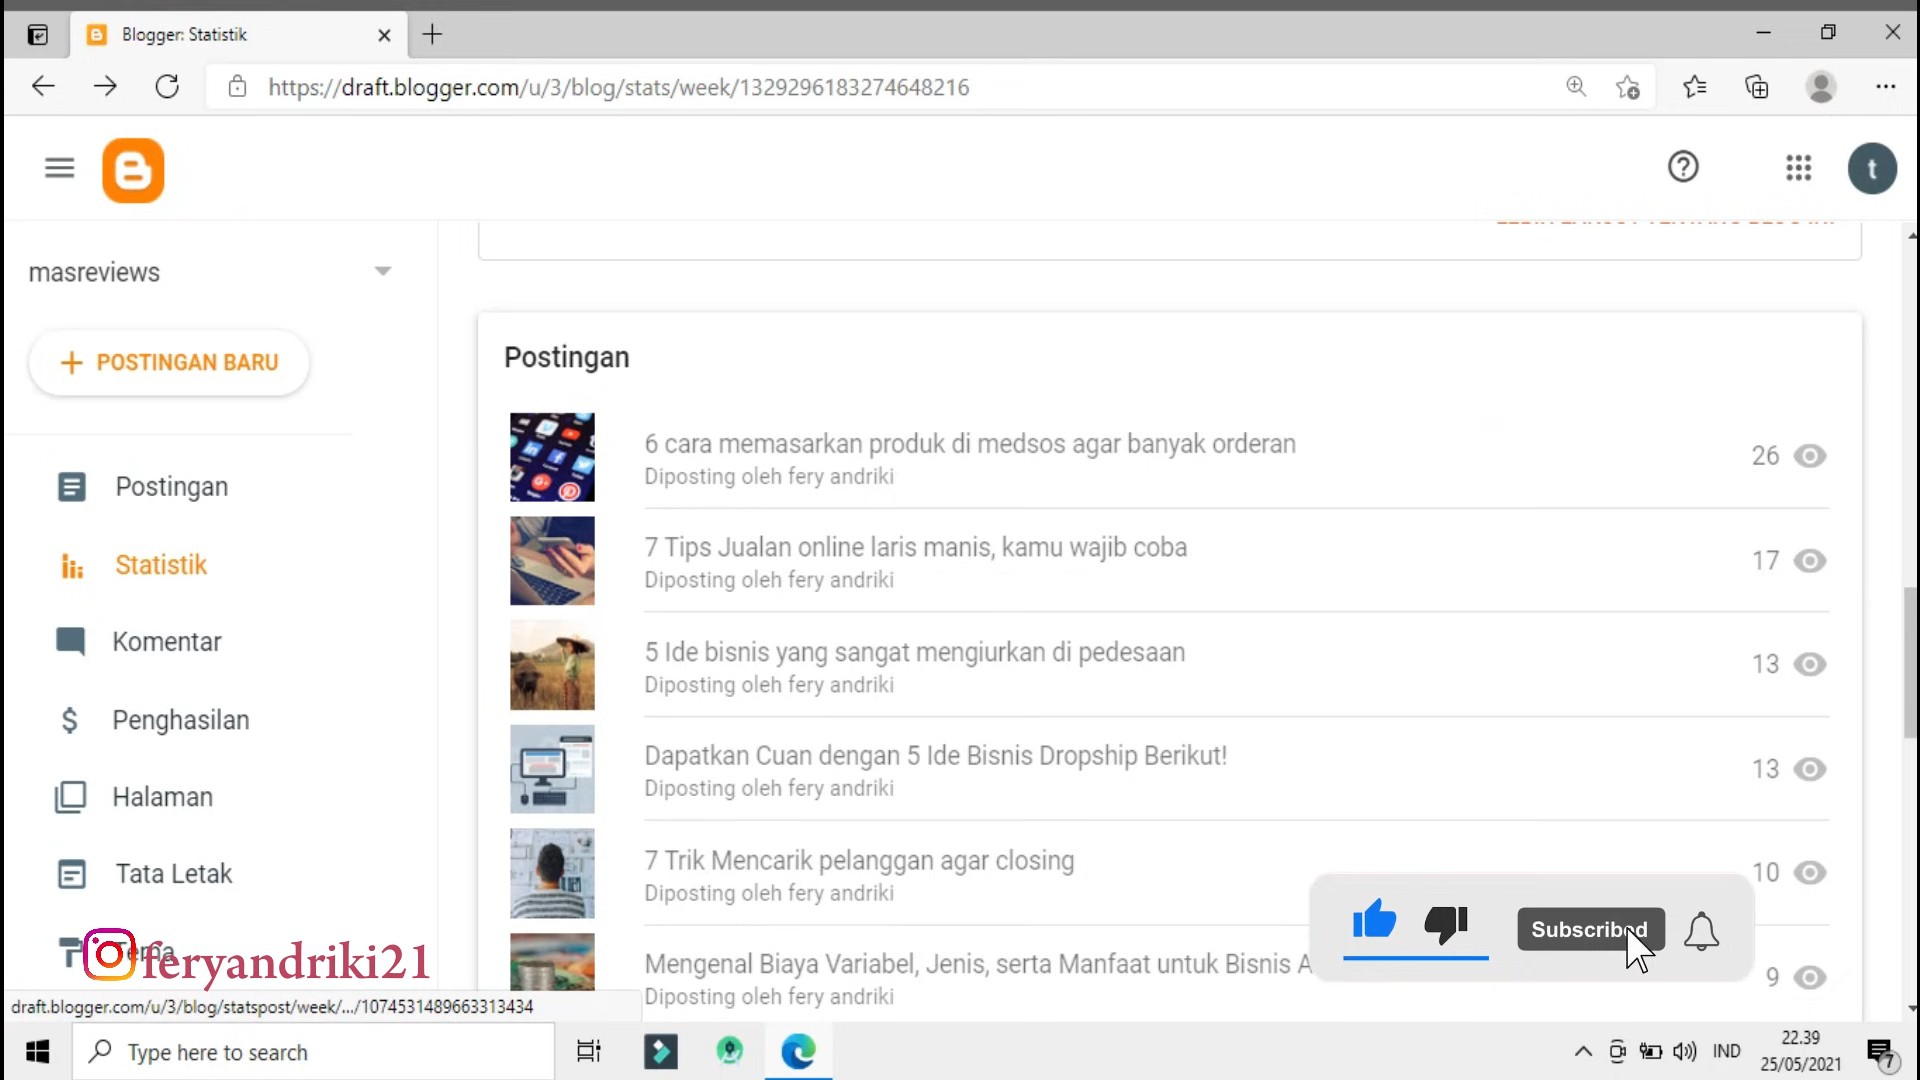 Blogger: Statistik
https://draft.blogger.com/u/3/blog/stats/week/1329296183274648216
t
masreviews
POSTINGAN BARU
Postingan
Statistik
Komentar
Penghasilan
Halaman
Tata Letak
Tema
feryandriki21
Postingan
6 cara memasarkan produk di medsos agar banyak orderan
Diposting oleh fery andriki
26
7 Tips Jualan online laris manis, kamu wajib coba
Diposting oleh fery andriki
17
5 Ide bisnis yang sangat mengiurkan di pedesaan
Diposting oleh fery andriki
13
Dapatkan Cuan dengan 5 Ide Bisnis Dropship Berikut!
Diposting oleh fery andriki
13
7 Trik Mencarik pelanggan agar closing
Diposting oleh fery andriki
10
Mengenal Biaya Variabel, Jenis, serta Manfaat untuk Bisnis A
Diposting oleh fery andriki
9
Subscribed
draft.blogger.com/u/3/blog/statspost/week/.../1074531489663313434
Type here to search
IND
22.39
25/05/2021
7